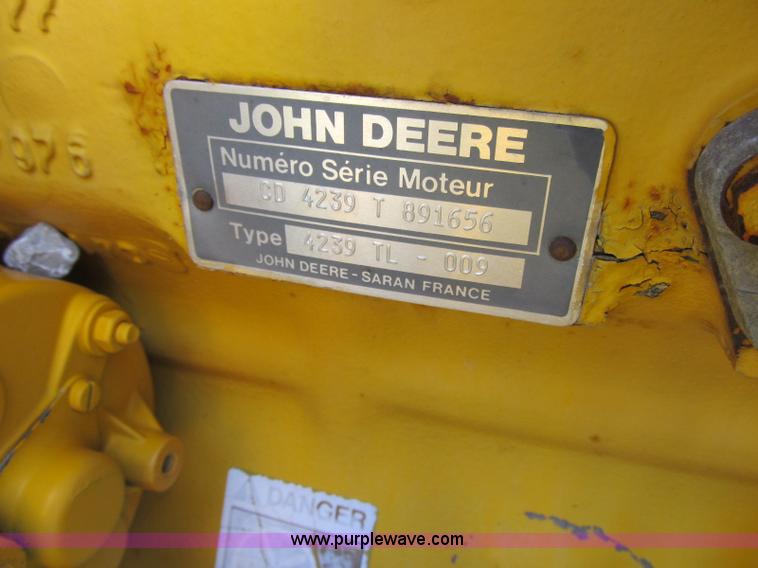 JOHN DEERE
Numéro Série Moteur
CD 4239 T 891656
Type 4239 TL - 009
JOHN DEERE - SARAN FRANCE
DANGER
www.purplewave.com